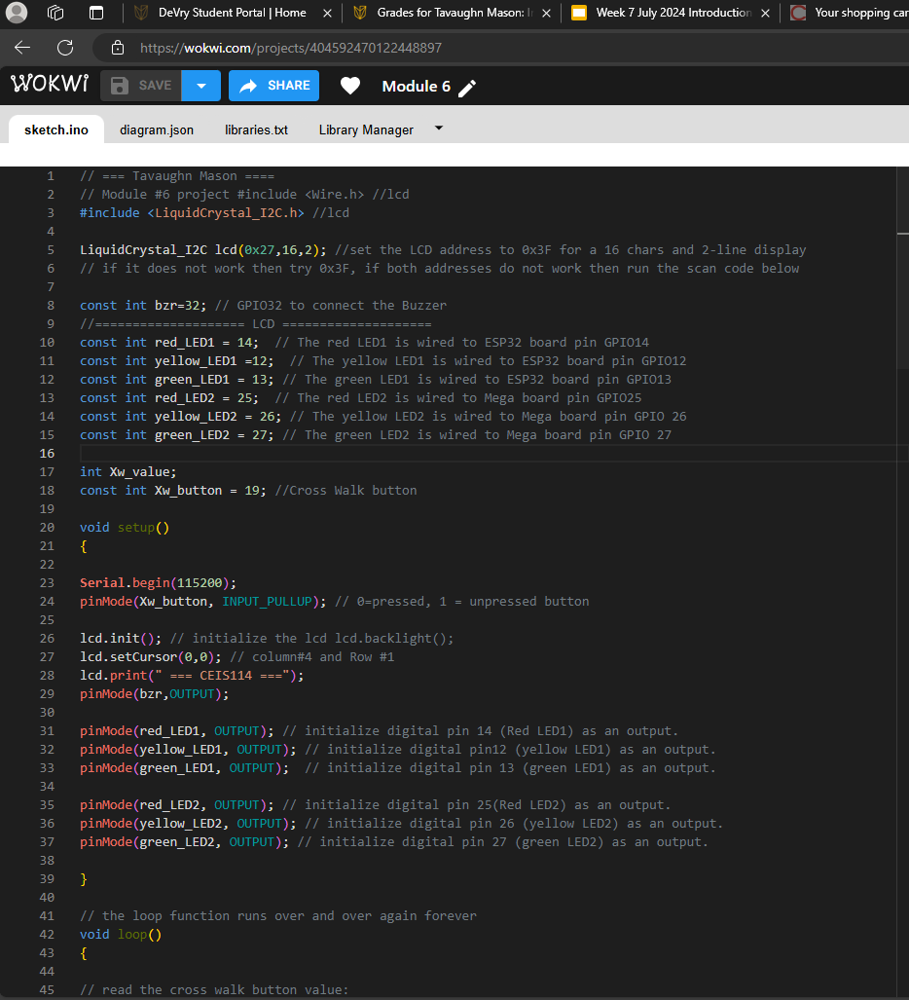 DeVry Student Portal | Home
Grades for Tavaughn Mason: I
Week 7 July 2024 Introduction
Your shopping car
https://wokwi.com/projects/404592470122448897
WOKWI
SAVE
SHARE
Module 6
sketch.ino
diagram.json
libraries.txt
Library Manager
1 // === Tavaughn Mason ====
2 // Module #6 project #include <Wire.h> //lcd
3 #include <LiquidCrystal_I2C.h> //lcd
4
5 LiquidCrystal_I2C lcd(0x27,16,2); //set the LCD address to 0x3F for a 16 chars and 2-line display
6 // if it does not work then try 0x3F, if both addresses do not work then run the scan code below
7
8 const int bzr=32; // GPIO32 to connect the Buzzer
9 //==================== LCD ====================
10 const int red_LED1 = 14;  // The red LED1 is wired to ESP32 board pin GPIO14
11 const int yellow_LED1 =12;  // The yellow LED1 is wired to ESP32 board pin GPIO12
12 const int green_LED1 = 13; // The green LED1 is wired to ESP32 board pin GPIO13
13 const int red_LED2 = 25;  // The red LED2 is wired to Mega board pin GPIO25
14 const int yellow_LED2 = 26; // The yellow LED2 is wired to Mega board pin GPIO 26
15 const int green_LED2 = 27; // The green LED2 is wired to Mega board pin GPIO 27
16
17 int Xw_value;
18 const int Xw_button = 19; //Cross Walk button
19
20 void setup()
21 {
22
23 Serial.begin(115200);
24 pinMode(Xw_button, INPUT_PULLUP); // 0=pressed, 1 = unpressed button
25
26 lcd.init(); // initialize the lcd lcd.backlight();
27 lcd.setCursor(0,0); // column#4 and Row #1
28 lcd.print(" === CEIS114 ===");
29 pinMode(bzr,OUTPUT);
30
31 pinMode(red_LED1, OUTPUT); // initialize digital pin 14 (Red LED1) as an output.
32 pinMode(yellow_LED1, OUTPUT); // initialize digital pin12 (yellow LED1) as an output.
33 pinMode(green_LED1, OUTPUT);  // initialize digital pin 13 (green LED1) as an output.
34
35 pinMode(red_LED2, OUTPUT); // initialize digital pin 25(Red LED2) as an output.
36 pinMode(yellow_LED2, OUTPUT); // initialize digital pin 26 (yellow LED2) as an output.
37 pinMode(green_LED2, OUTPUT); // initialize digital pin 27 (green LED2) as an output.
38
39 }
40
41 // the loop function runs over and over again forever
42 void loop()
43 {
44
45 // read the cross walk button value: